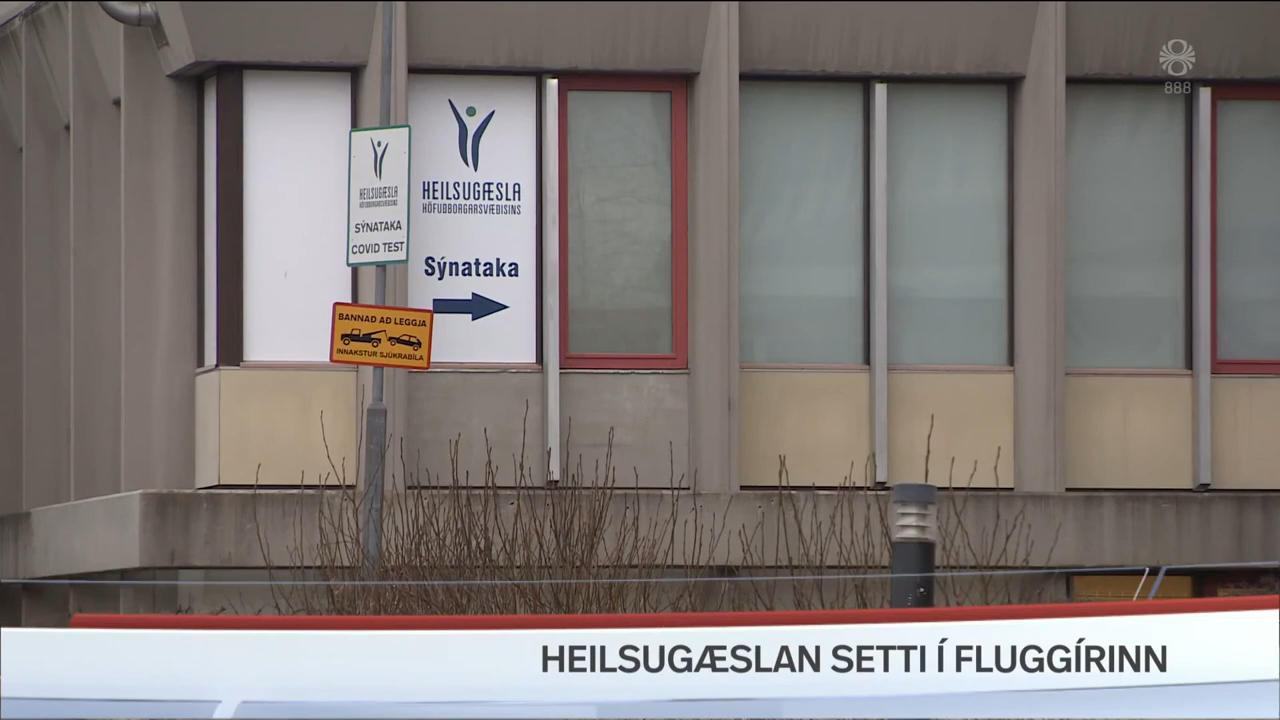 888
HEILSUGÆSLA
HÖFUÐBORGARSVÆÐISINS
SÝNATAKA
COVID TEST
HEILSUGÆSLA
HÖFUÐBORGARSVÆÐISINS
Sýnataka
BANNAÐ AÐ LEGGJA
INNAKSTUR SJÚKRABÍLA
HEILSUGÆSLAN SETTI Í FLUGGÍRINN